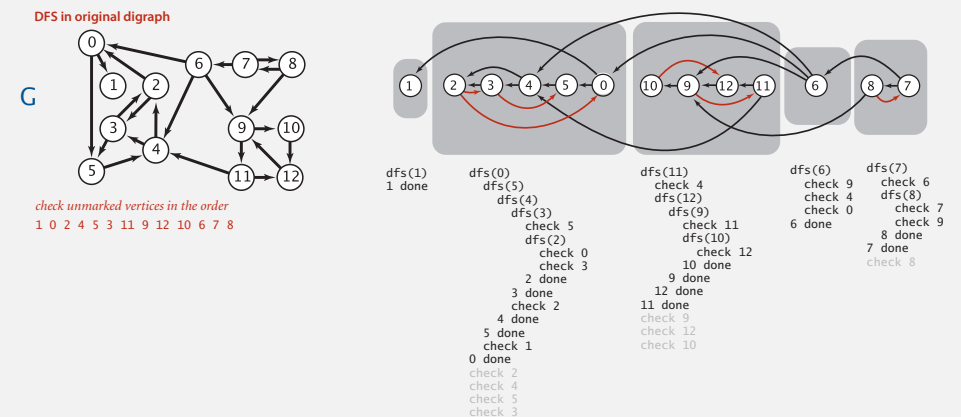 DFS in original digraph
G
0
6
7
8
1
2
3
9
10
4
5
11
12
check unmarked vertices in the order
1 0 2 4 5 3 11 9 12 10 6 7 8
1
2
3
4
5
0
10
9
12
11
6
8
7
dfs(1)
1 done
dfs(0)
dfs(5)
dfs(4)
dfs(3)
check 5
dfs(2)
check 0
check 3
2 done
3 done
check 2
4 done
5 done
check 1
0 done
check 2
check 4
check 5
check 3
dfs(11)
check 4
dfs(12)
dfs(9)
check 11
dfs(10)
check 12
10 done
9 done
12 done
11 done
check 9
check 12
check 10
dfs(6)
check 9
check 4
check 0
6 done
dfs(7)
check 6
dfs(8)
check 7
check 9
8 done
7 done
check 8